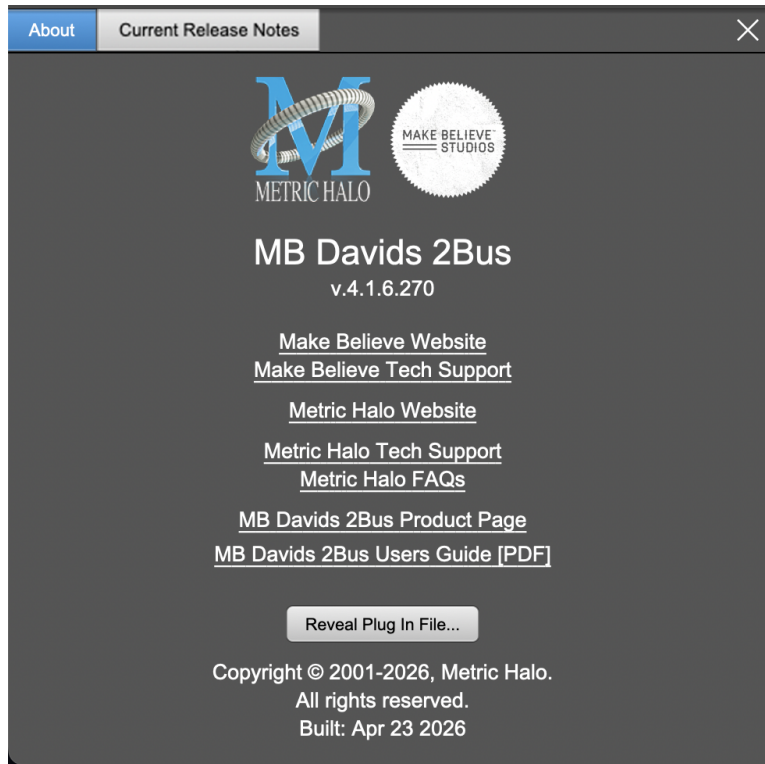 About
Current Release Notes
M
METRIC HALO
MAKE BELIEVE™
STUDIOS
MB Davids 2Bus
v.4.1.6.270
Make Believe Website
Make Believe Tech Support
Metric Halo Website
Metric Halo Tech Support
Metric Halo FAQs
MB Davids 2Bus Product Page
MB Davids 2Bus Users Guide [PDF]
Reveal Plug In File...
Copyright © 2001-2026, Metric Halo.
All rights reserved.
Built: Apr 23 2026